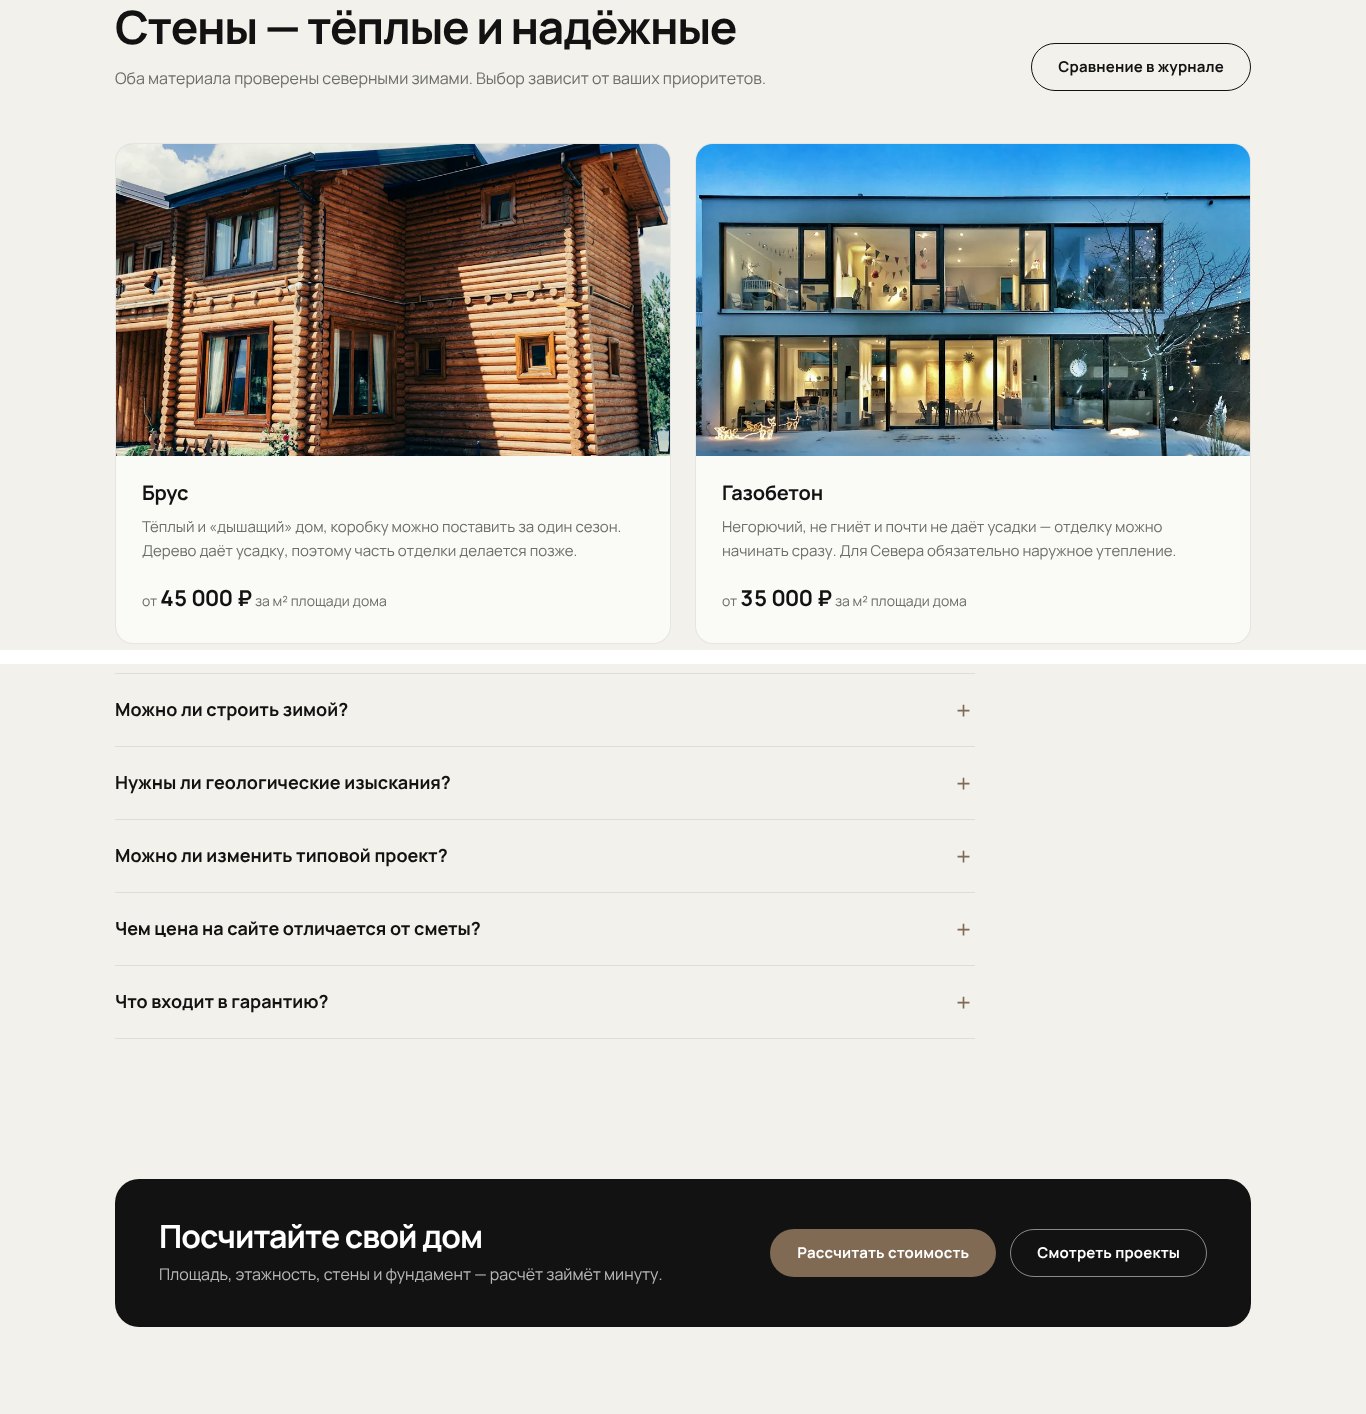 Стены — тёплые и надёжные
Оба материала проверены северными зимами. Выбор зависит от ваших приоритетов.
Сравнение в журнале
Брус
Тёплый и «дышащий» дом, коробку можно поставить за один сезон.
Дерево даёт усадку, поэтому часть отделки делается позже.
от 45 000 ₽ за м² площади дома
Газобетон
Негорючий, не гниёт и почти не даёт усадки — отделку можно
начинать сразу. Для Севера обязательно наружное утепление.
от 35 000 ₽ за м² площади дома
Можно ли строить зимой?
Нужны ли геологические изыскания?
Можно ли изменить типовой проект?
Чем цена на сайте отличается от сметы?
Что входит в гарантию?
Посчитайте свой дом
Площадь, этажность, стены и фундамент — расчёт займёт минуту.
Рассчитать стоимость
Смотреть проекты